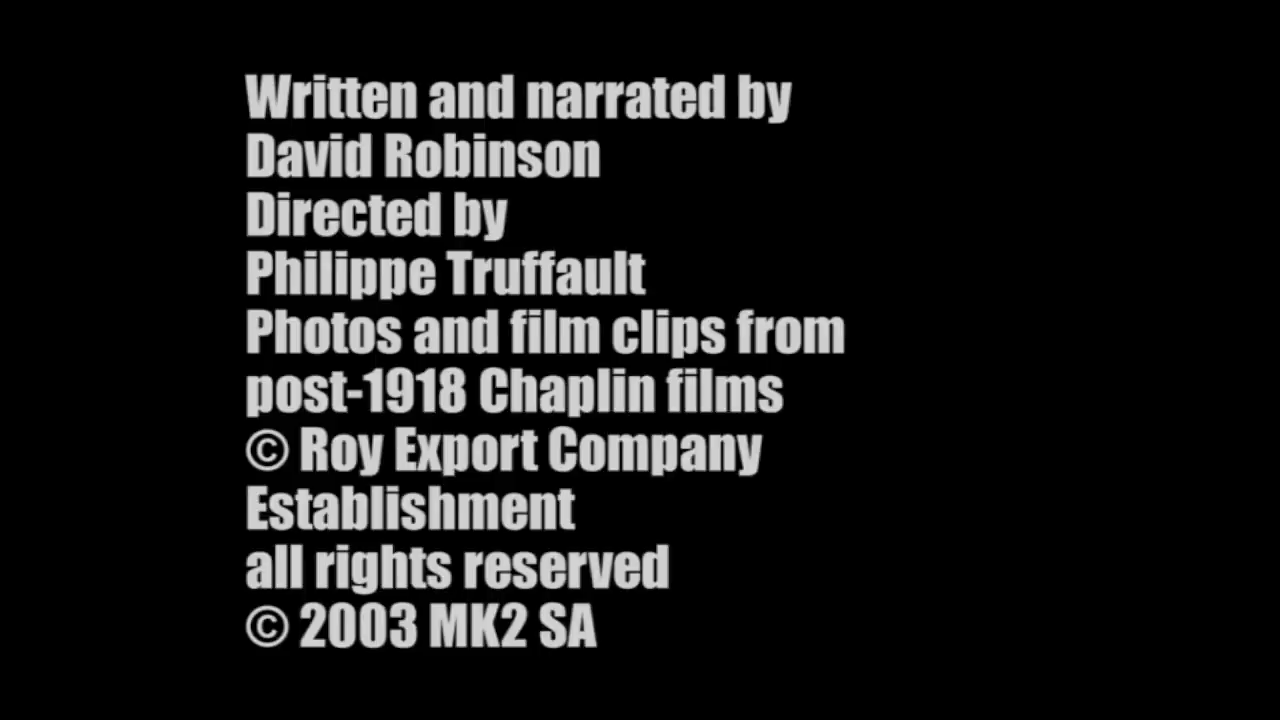 Written and narrated by
David Robinson
Directed by
Philippe Truffault
Photos and film clips from
post-1918 Chaplin films
© Roy Export Company
Establishment
all rights reserved
© 2003 MK2 SA